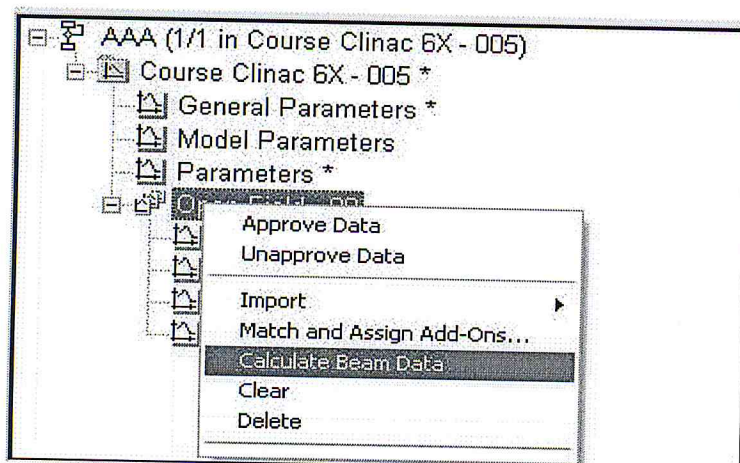 AAA (1/1 in Course Clinac 6X - 005)
Course Clinac 6X - 005 *
General Parameters *
Model Parameters
Parameters *
Approve Data
Unapprove Data
Import
Match and Assign Add-Ons...
Calculate Beam Data
Clear
Delete